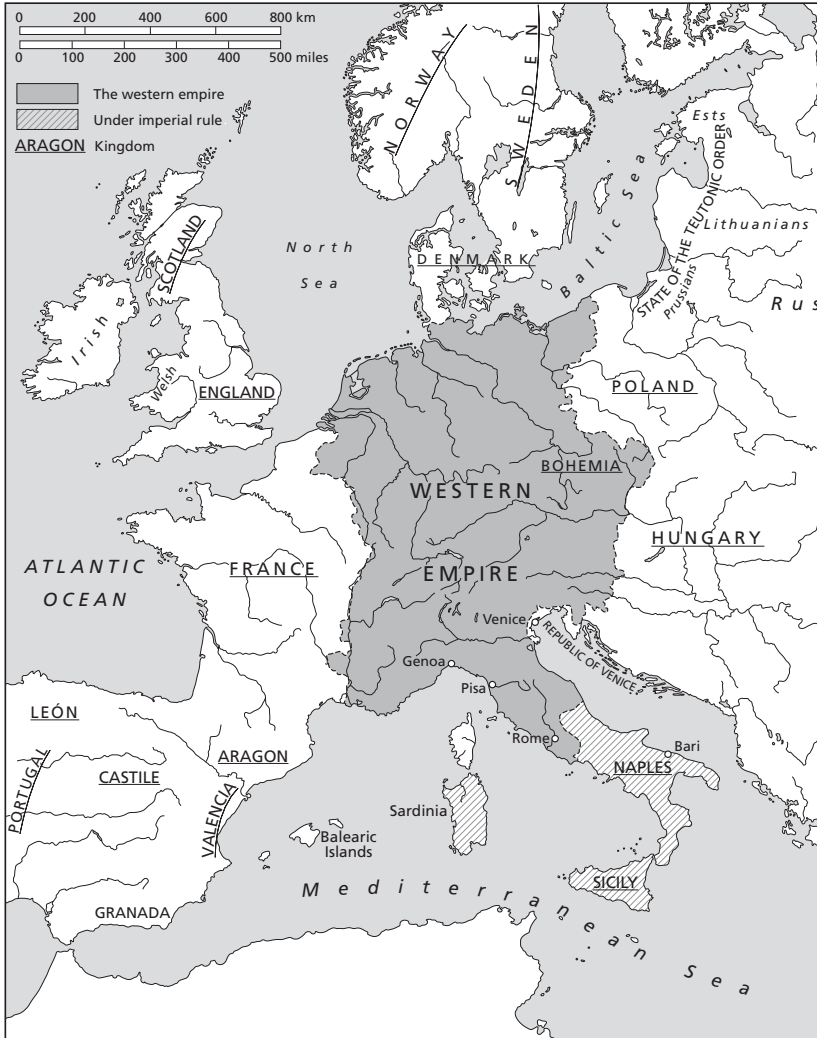 0 200 400 600 800 km
0 100 200 300 400 500 miles
The western empire
Under imperial rule
ARAGON Kingdom
NORWAY
SWEDEN
Ests
STATE OF THE TEUTONIC ORDER
Lithuanians
Prussians
Rus
Baltic Sea
North
Sea
DENMARK
SCOTLAND
Irish
Welsh
ENGLAND
POLAND
BOHEMIA
WESTERN
EMPIRE
HUNGARY
ATLANTIC
OCEAN
FRANCE
Venice
REPUBLIC OF VENICE
Genoa
Pisa
Rome
Bari
NAPLES
LEÓN
PORTUGAL
CASTILE
ARAGON
VALENCIA
Sardinia
Balearic
Islands
SICILY
GRANADA
Mediterranean Sea